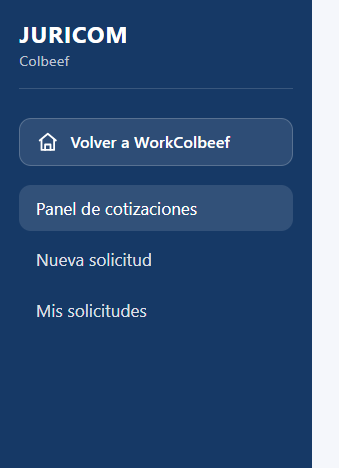 JURICOM
Colbeef
Volver a WorkColbeef
Panel de cotizaciones
Nueva solicitud
Mis solicitudes